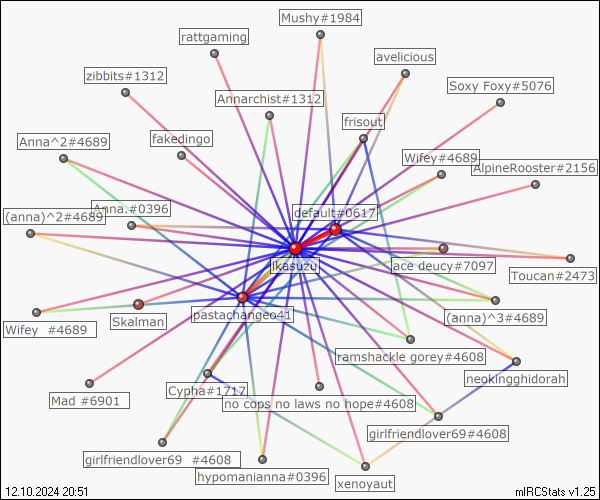 Mushy#1984
rattgaming
avelicious
zibbits#1312
Soxy Foxy#5076
Annarchist#1312
frisout
fakedingo
Anna^2#4689
Wifey#4689
AlpineRooster#2156
Anna.#0396
(anna)^2#4689
default#0617
ikasuzu
ace deucy#7097
Toucan#2473
pastachangeo41
Skalman
(anna)^3#4689
Wifey #4689
ramshackle gorey#4608
neokingghidorah
Cypha#1717
Mad #6901
no cops no laws no hope#4608
girlfriendlover69#4608
girlfriendlover69 #4608
hypomanianna#0396
xenoyaut
12.10.2024 20:51
mIRCStats v1.25